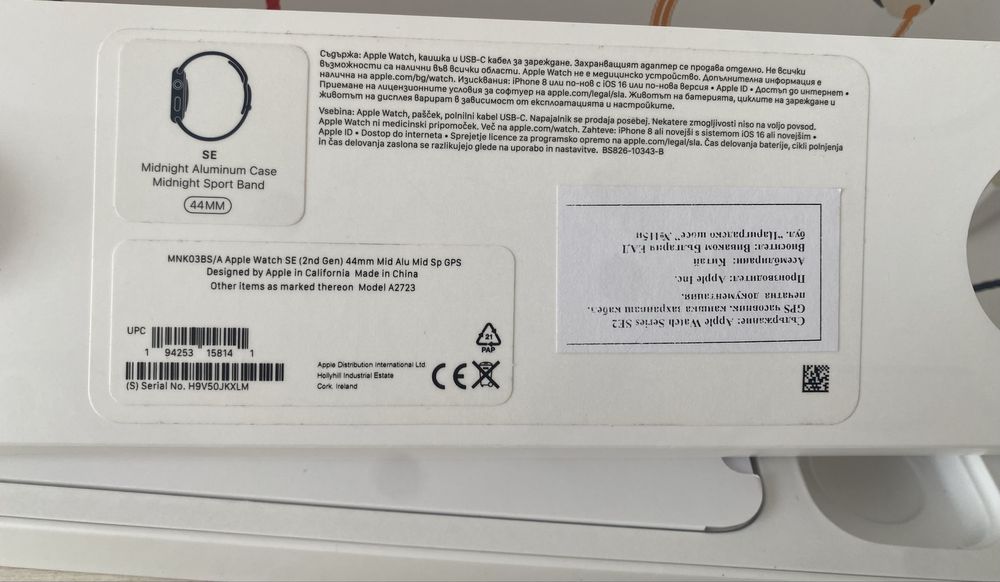 SE
Midnight Aluminum Case
Midnight Sport Band
44MM
Съдържа: Apple Watch, каишка и USB-C кабел за зареждане. Захранващият адаптер се продава отделно. Не всички
възможности са налични във всички области. Apple Watch не е медицинско устройство. Допълнителна информация е
налична на apple.com/bg/watch. Изисквания: iPhone 8 или по-нов с iOS 16 или по-нова версия • Apple ID • Достъп до интернет •
Приемане на лицензионните условия за софтуер на apple.com/legal/sla. Животът на батерията, циклите на зареждане и
животът на дисплея варират в зависимост от експлоатацията и настройките.
Vsebina: Apple Watch, pašček, polnilni kabel USB-C. Napajalnik se prodaja posebej. Nekatere zmogljivosti niso na voljo povsod.
Apple Watch ni medicinski pripomoček. Več na apple.com/watch. Zahteve: iPhone 8 ali novejši s sistemom iOS 16 ali novejšim •
Apple ID • Dostop do interneta • Sprejetje licence za programsko opremo na apple.com/legal/sla. Čas delovanja baterije, cikli polnjenja
in čas delovanja zaslona se razlikujejo glede na uporabo in nastavitve. BS826-10343-B
MNK03BS/A Apple Watch SE (2nd Gen) 44mm Mid Alu Mid Sp GPS
Designed by Apple in California Made in China
Other items as marked thereon Model A2723
UPC
1 94253 15814 1
(S) Serial No. H9V50JKXLM
Apple Distribution International Ltd
Hollyhill Industrial Estate
Cork, Ireland
21
PAP
CE
Съдържание: Apple Watch Series SE2
GPS часовник, каишка, захранващ кабел,
печатна документация.
Производител: Apple Inc.
Асемблирани: Китай
Вносител: Виваком България ЕАД
бул. "Цариградско шосе" №115и